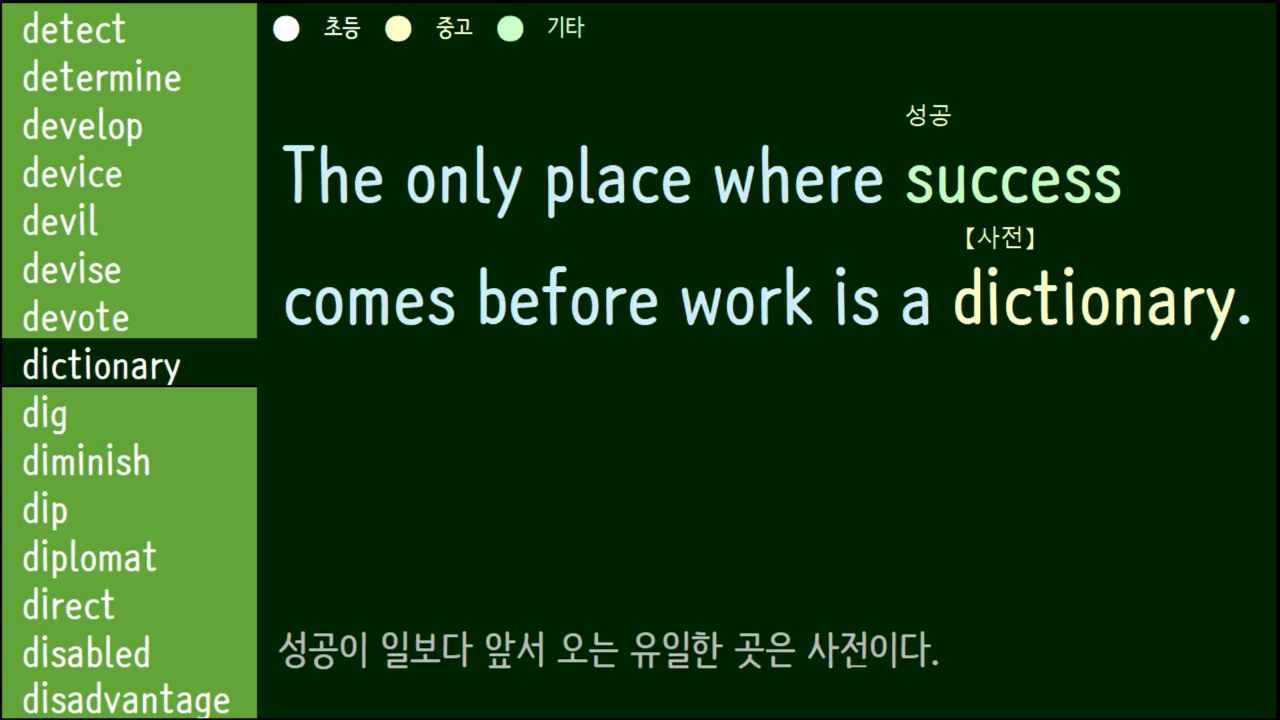 detect
determine
develop
device
devil
devise
devote
dictionary
dig
diminish
dip
diplomat
direct
disabled
disadvantage
초등 중고 기타
성공
The only place where success
【사전】
comes before work is a dictionary.
성공이 일보다 앞서 오는 유일한 곳은 사전이다.